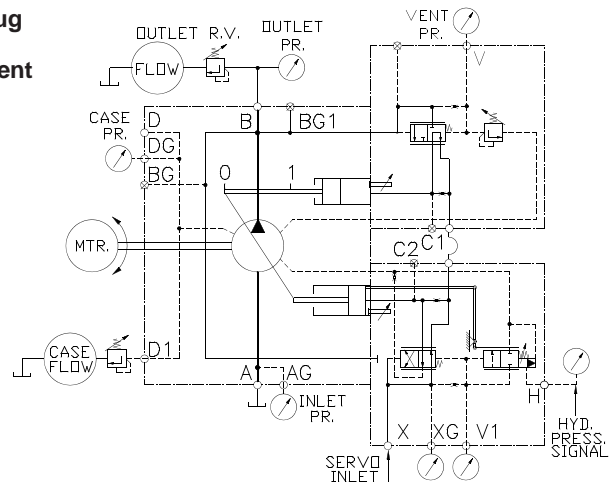 ug
ent
OUTLET R.V.
OUTLET
PR.
VENT
PR.
FLOW
V
CASE
PR.
D
DG
BG
B
BG1
0
1
MTR.
C2
C1
CASE
FLOW
D1
A
AG
INLET
PR.
H
HYD.
PRESS.
SIGNAL
X
XG
V1
SERVO
INLET